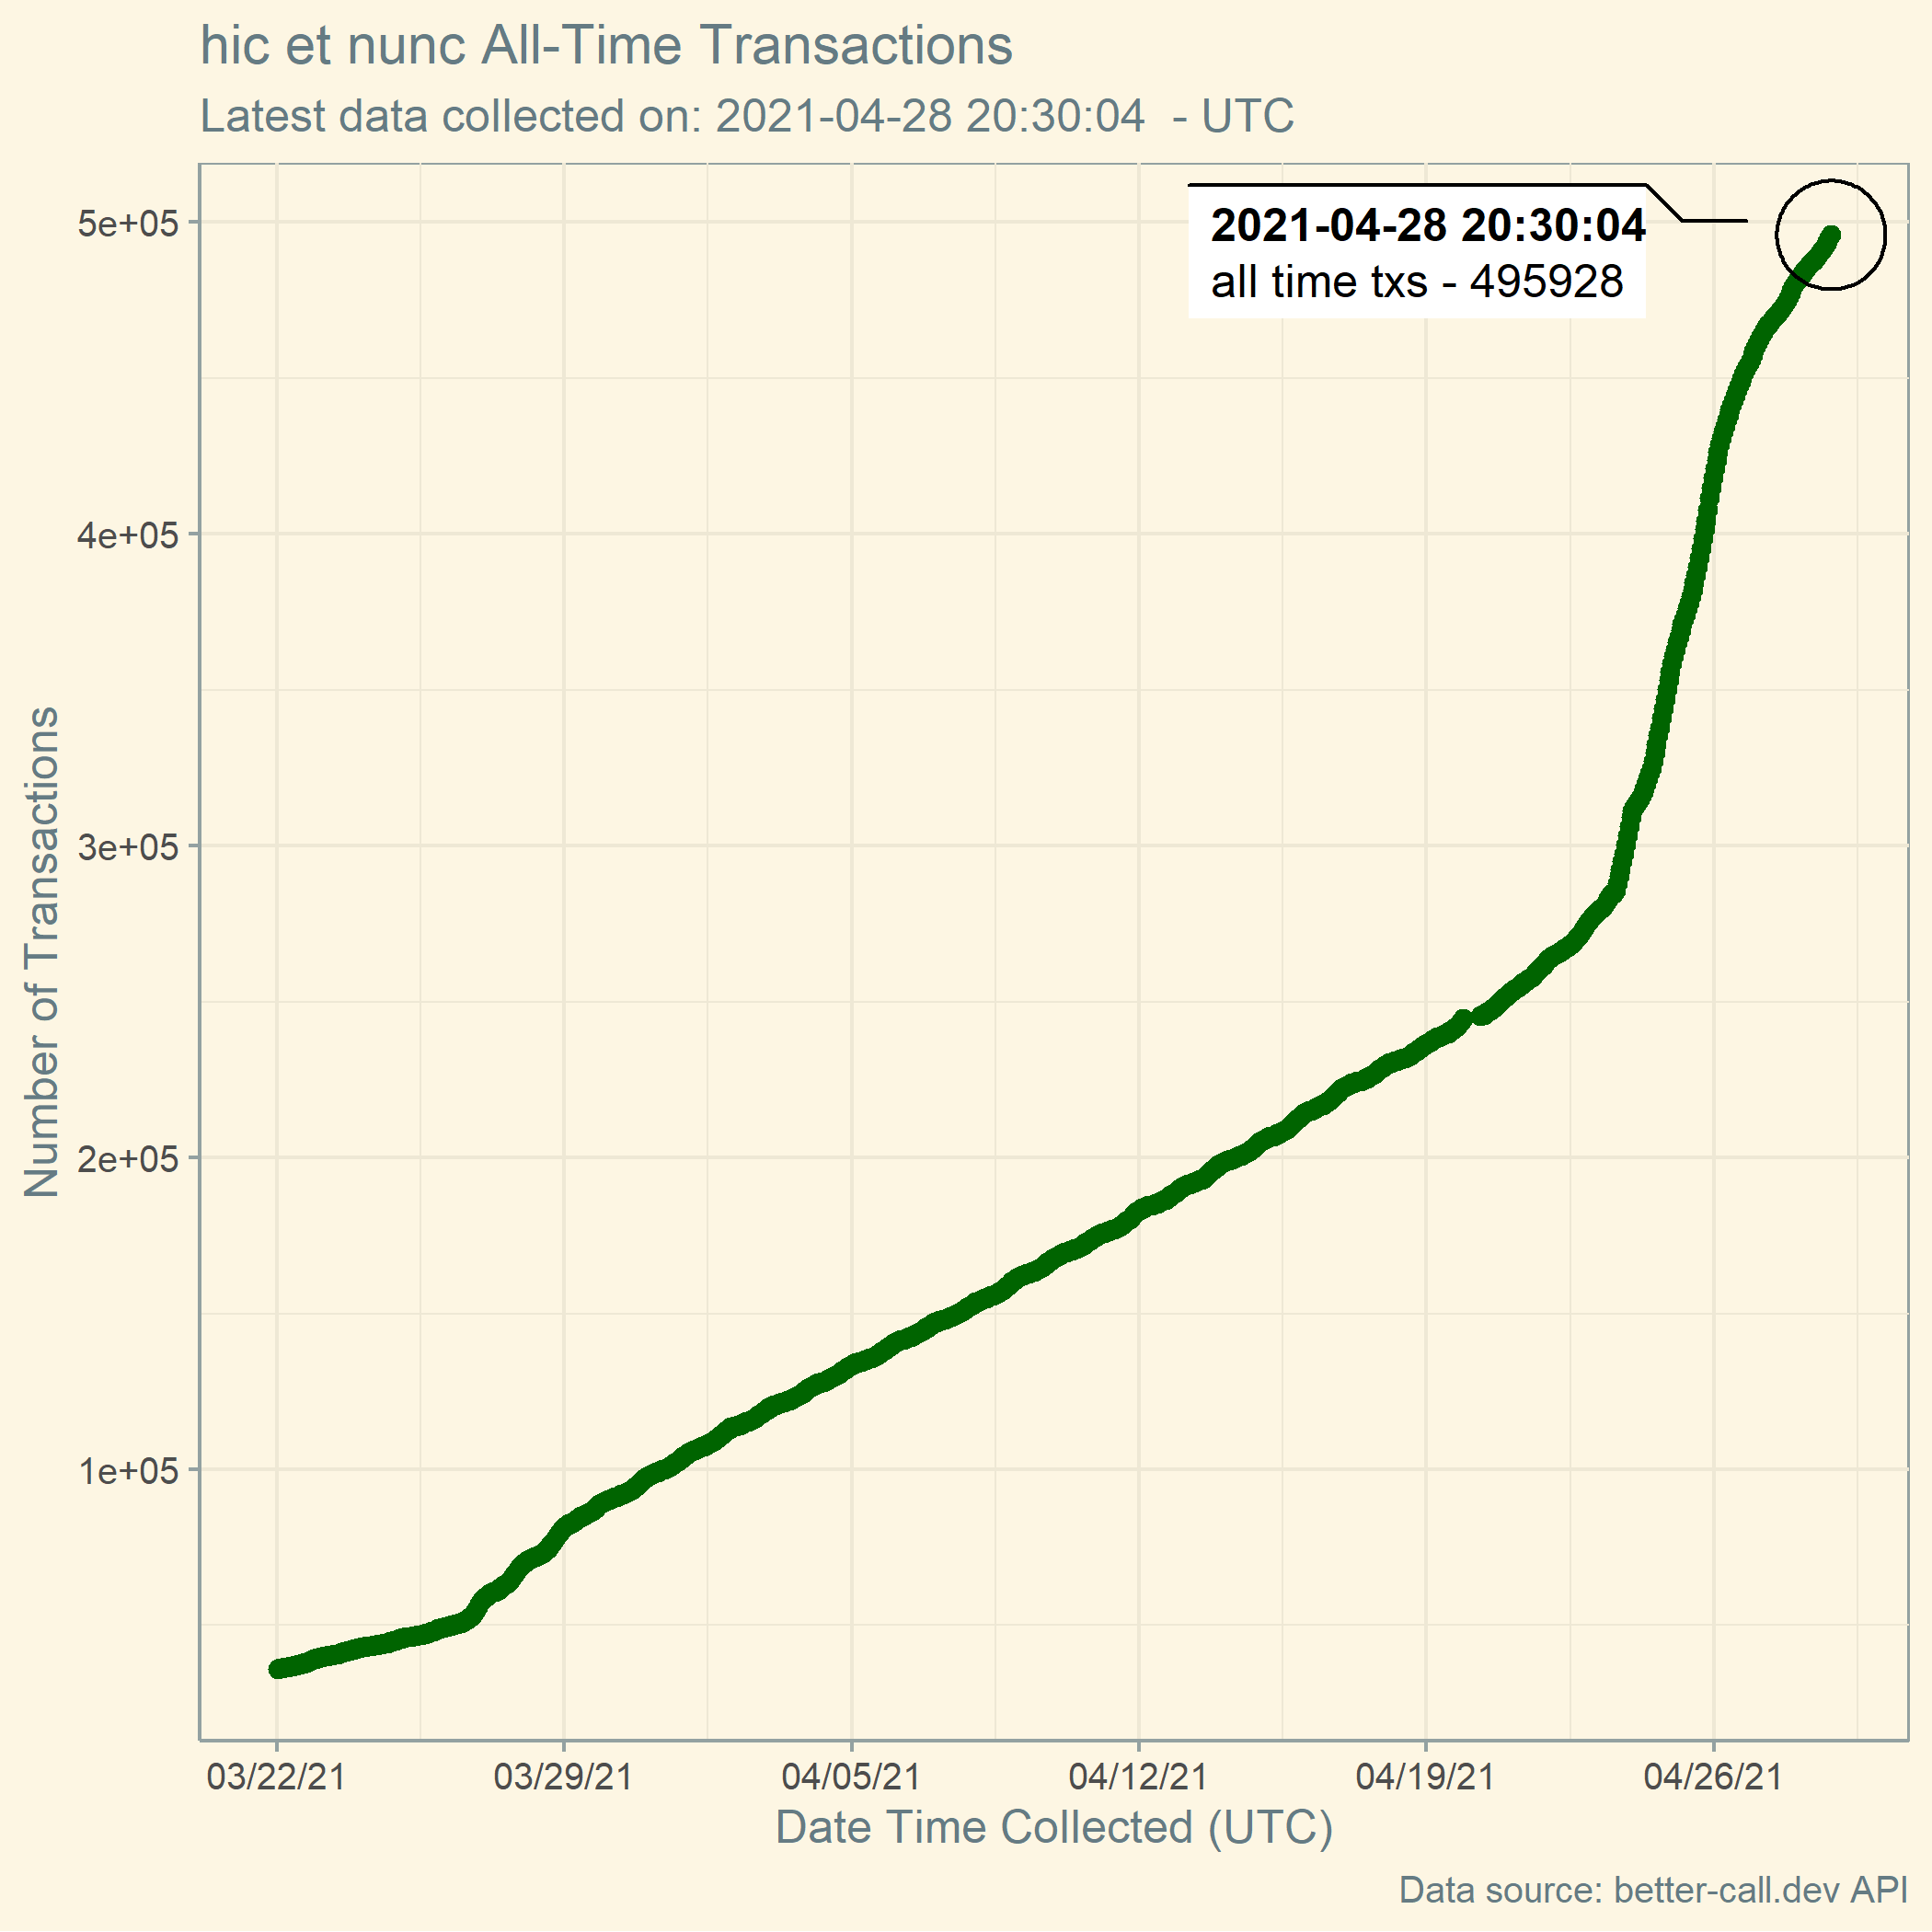 hic et nunc All-Time Transactions
Latest data collected on: 2021-04-28 20:30:04  - UTC
2021-04-28 20:30:04
all time txs - 495928
Number of Transactions
5e+05
4e+05
3e+05
2e+05
1e+05
03/22/21 03/29/21 04/05/21 04/12/21 04/19/21 04/26/21
Date Time Collected (UTC)
Data source: better-call.dev API